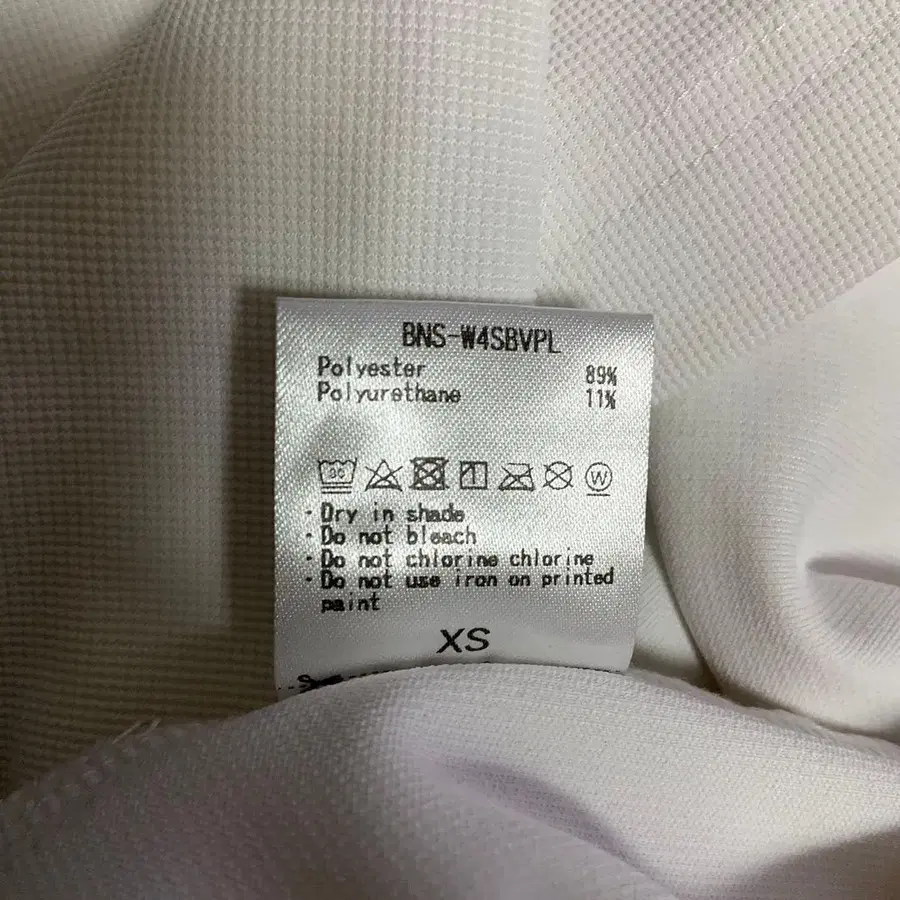 BNS-W4SBVPL
Polyester 89%
Polyurethane 11%
30 W
· Dry in shade
· Do not bleach
· Do not chlorine chlorine
· Do not use iron on printed
paint
XS